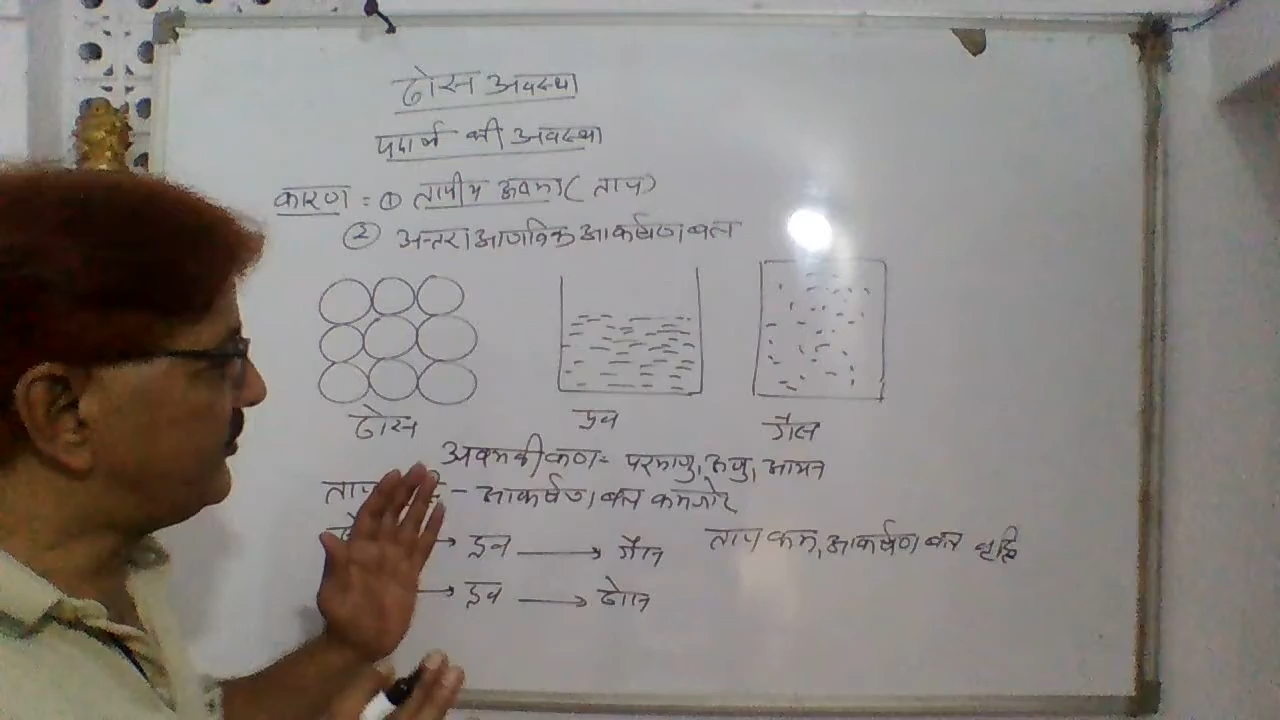 ठोस अवस्था
पदार्थ की अवस्था
कारण = ① तापीय ऊर्जा ( ताप )
② अन्तराआणविक आकर्षण बल
ठोस
द्रव
गैस
अवयवी कण = परमाणु, अणु, आयन
ताप - आकर्षण बल कमजोर
→ द्रव → गैस
ताप कम, आकर्षण बल वृद्धि
→ द्रव → ठोस